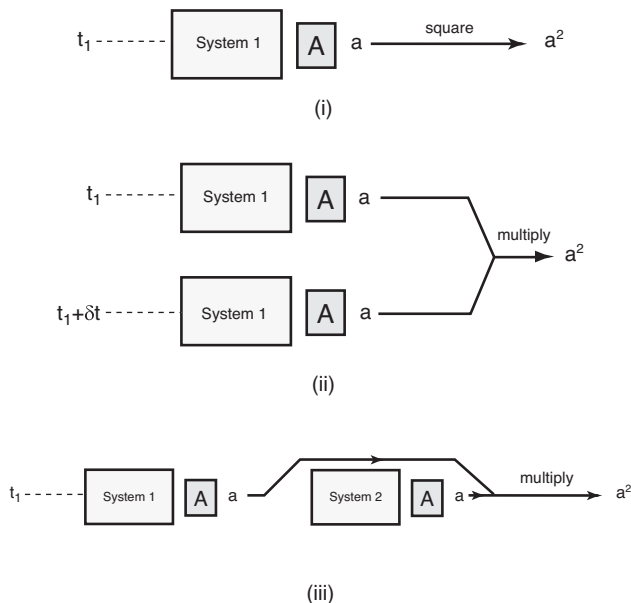 square
t₁ System 1 A a a²
(i)
t₁ System 1 A a
multiply
a²
t₁+δt System 1 A a
(ii)
multiply
t₁ System 1 A a System 2 A a a²
(iii)